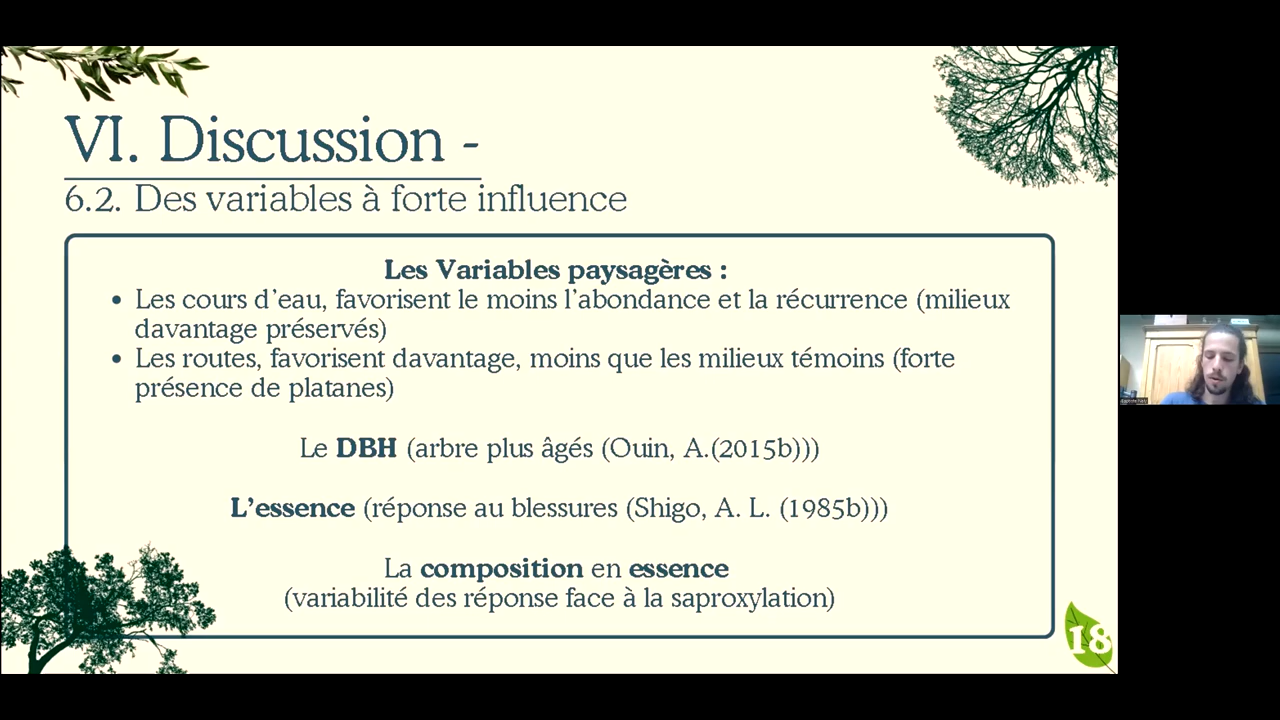 VI. Discussion -
6.2. Des variables à forte influence
Les Variables paysagères :
• Les cours d'eau, favorisent le moins l'abondance et la récurrence (milieux
davantage préservés)
• Les routes, favorisent davantage, moins que les milieux témoins (forte
présence de platanes)
Le DBH (arbre plus âgés (Ouin, A.(2015b)))
L'essence (réponse au blessures (Shigo, A. L. (1985b)))
La composition en essence
(variabilité des réponse face à la saproxylation)
18